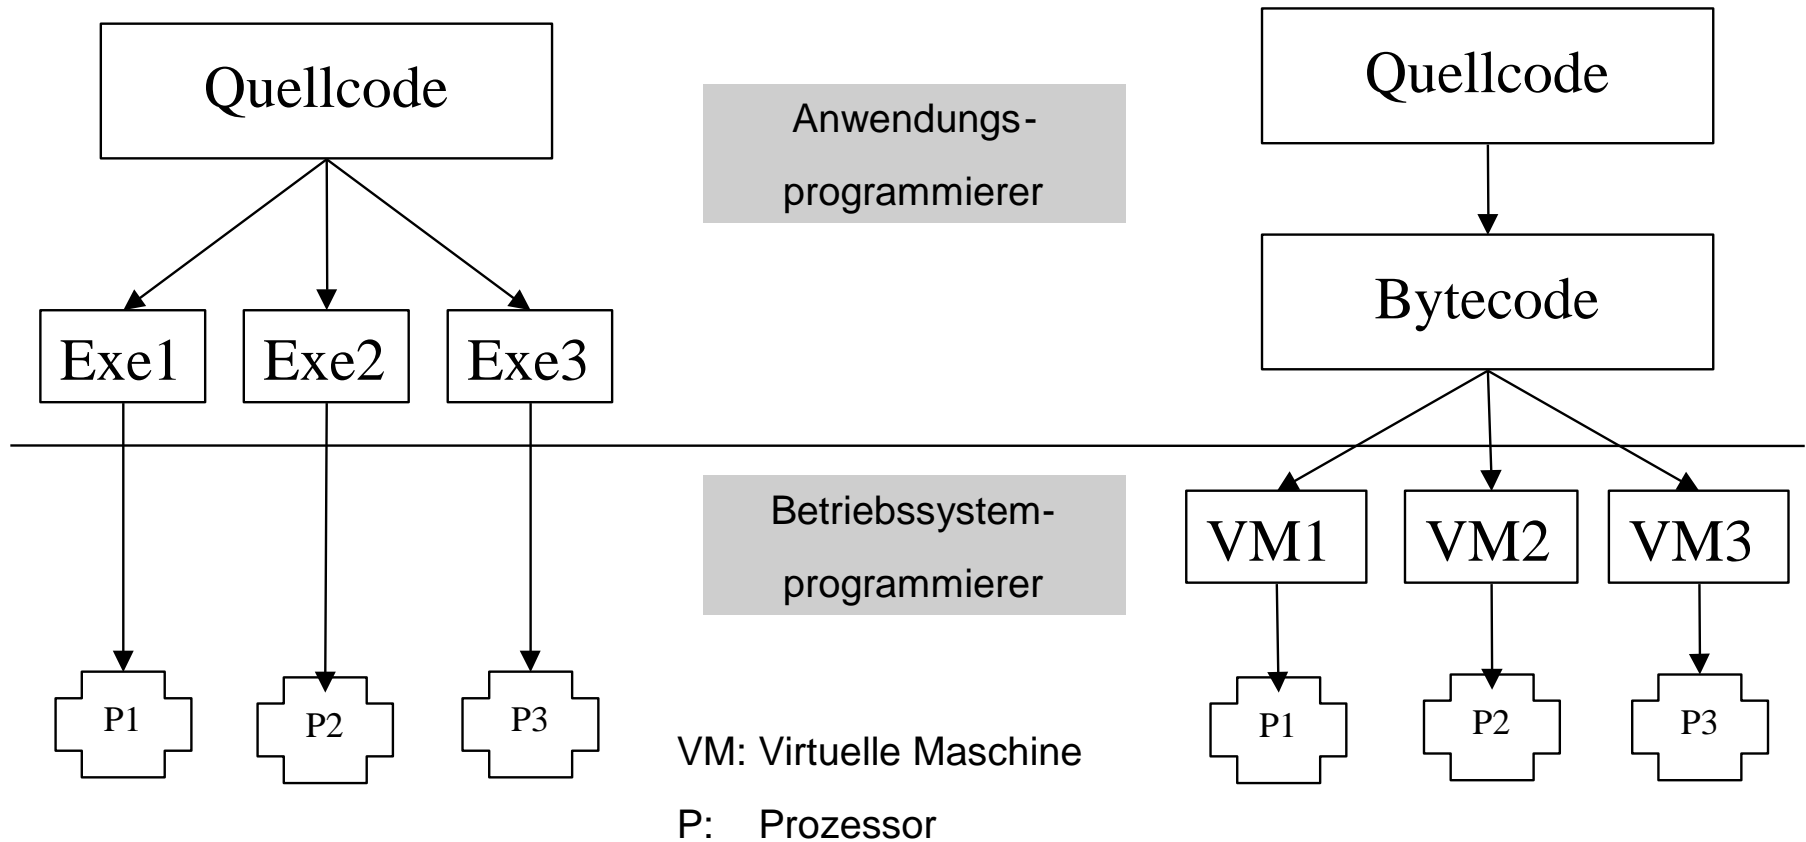 Quellcode
Exe1
Exe2
Exe3
P1
P2
P3
Anwendungs-
programmierer
Betriebssystem-
programmierer
VM: Virtuelle Maschine
P: Prozessor
Quellcode
Bytecode
VM1
VM2
VM3
P1
P2
P3